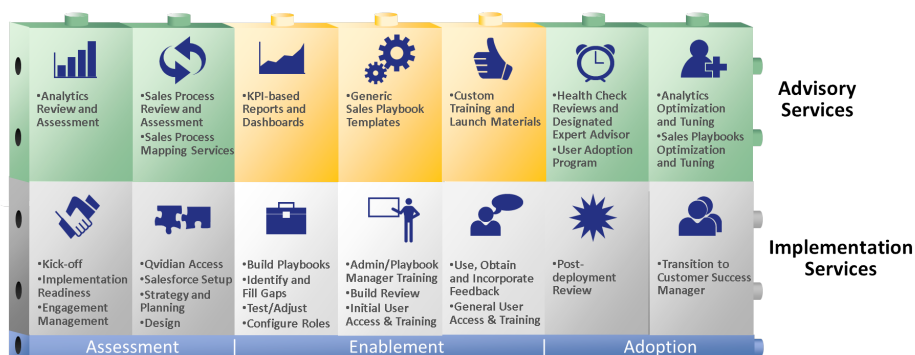 •Analytics
Review and
Assessment
•Sales Process
Review and
Assessment
•Sales Process
Mapping Services
•KPI-based
Reports and
Dashboards
•Generic
Sales Playbook
Templates
•Custom
Training and
Launch Materials
•Health Check
Reviews and
Designated
Expert Advisor
•User Adoption
Program
•Analytics
Optimization
and Tuning
•Sales Playbooks
Optimization
and Tuning
Advisory
Services
•Kick-off
•Implementation
Readiness
•Engagement
Management
•Qvidian Access
•Salesforce Setup
•Strategy and
Planning
•Design
•Build Playbooks
•Identify and
Fill Gaps
•Test/Adjust
•Configure Roles
•Admin/Playbook
Manager Training
•Build Review
•Initial User
Access & Training
•Use, Obtain
and Incorporate
Feedback
•General User
Access & Training
•Post-
deployment
Review
•Transition to
Customer Success
Manager
Implementation
Services
Assessment
Enablement
Adoption